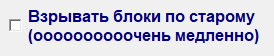 Взрывать блоки по старому
(оооооооооочень медленно)